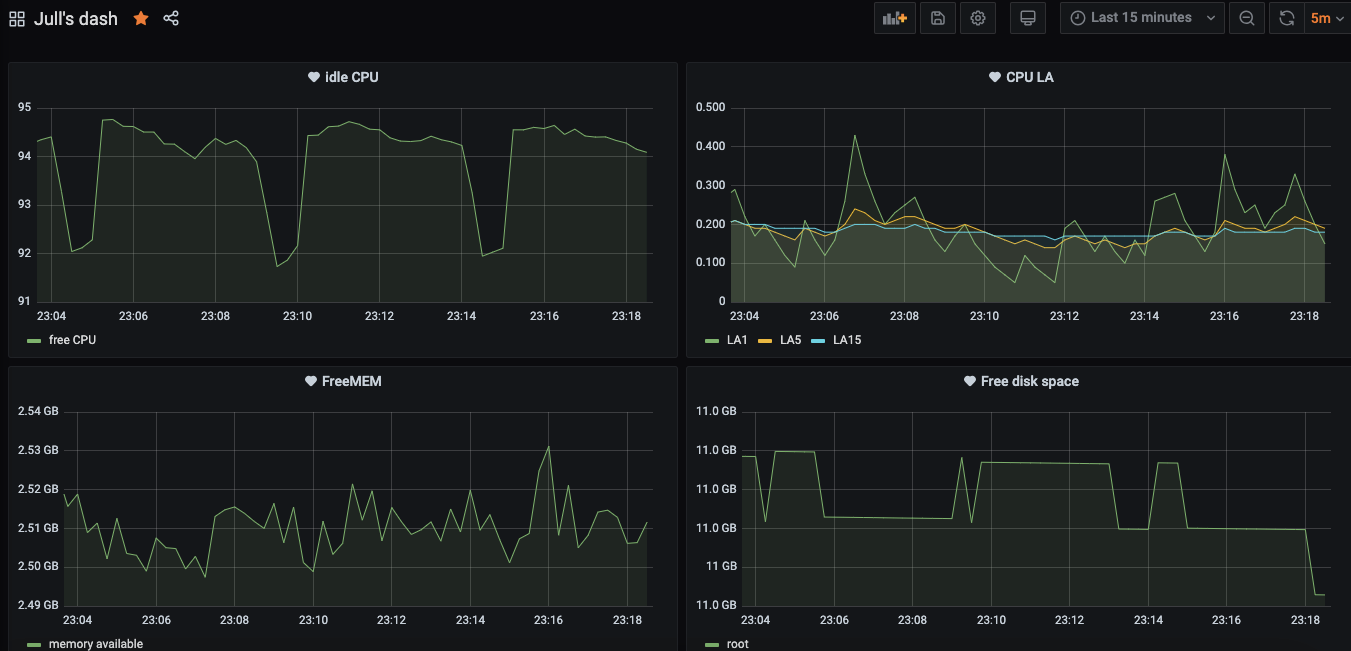 Jull's dash
Last 15 minutes
5m
idle CPU
95
94
93
92
91
23:04 23:06 23:08 23:10 23:12 23:14 23:16 23:18
free CPU
CPU LA
0.500
0.400
0.300
0.200
0.100
0
23:04 23:06 23:08 23:10 23:12 23:14 23:16 23:18
LA1 LA5 LA15
FreeMEM
2.54 GB
2.53 GB
2.52 GB
2.51 GB
2.50 GB
2.49 GB
23:04 23:06 23:08 23:10 23:12 23:14 23:16 23:18
memory available
Free disk space
11.0 GB
11.0 GB
11.0 GB
11.0 GB
11 GB
11.0 GB
23:04 23:06 23:08 23:10 23:12 23:14 23:16 23:18
root